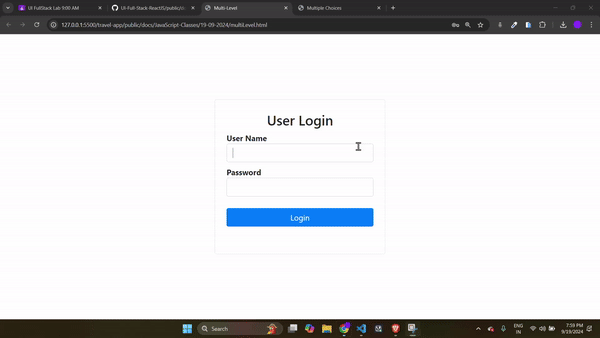 UI FullStack Lab 9:00 AM
UI-Full-Stack-ReactJS/public/d
Multi-Level
Multiple Choices
127.0.0.1:5500/travel-app/public/docs/JavaScript-Classes/19-09-2024/multiLevel.html
User Login
User Name
Password
Login
Search
ENG
IN
7:59 PM
9/19/2024